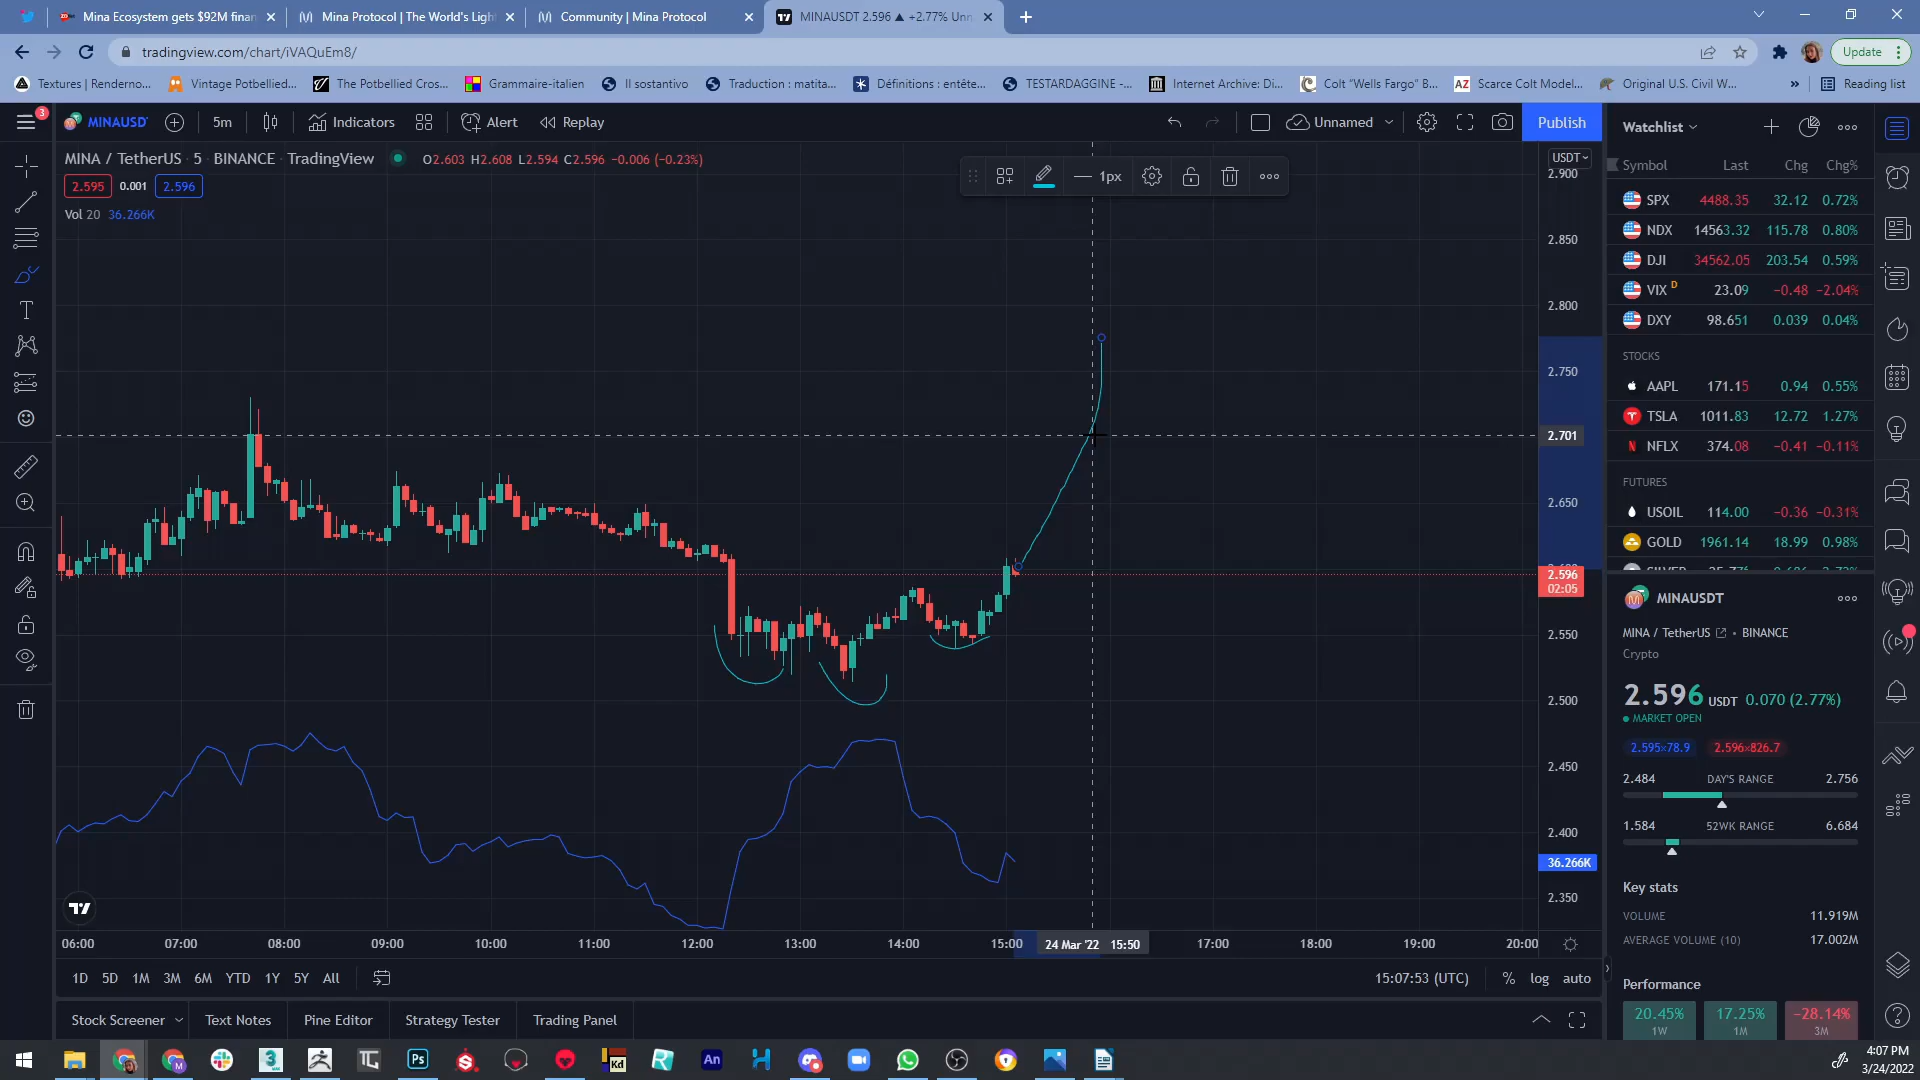 Mina Ecosystem gets $92M finan
Mina Protocol | The World's Ligh
Community | Mina Protocol
MINAUSDT 2.596 ▲ +2.77% Unn
tradingview.com/chart/iVAQuEm8/
Update
Textures | Renderno...
Vintage Potbellied...
The Potbellied Cros...
Grammaire-italien
Il sostantivo
Traduction : matita...
Définitions : entête...
TESTARDAGGINE -...
Internet Archive: Di...
Colt "Wells Fargo" B...
AZ Scarce Colt Model...
Original U.S. Civil W...
»
Reading list
3
MINAUSD
5m
Indicators
Alert
Replay
Unnamed
Publish
MINA / TetherUS · 5 · BINANCE · TradingView
O2.603 H2.608 L2.594 C2.596 −0.006 (−0.23%)
2.595 0.001 2.596
Vol 20 36.266K
1px
USDT
2.900
2.850
2.800
2.750
2.701
2.650
2.596
02:05
2.550
2.500
2.450
2.400
36.266K
2.350
06:00 07:00 08:00 09:00 10:00 11:00 12:00 13:00 14:00 15:00 24 Mar '22 15:50 17:00 18:00 19:00 20:00
1D 5D 1M 3M 6M YTD 1Y 5Y All
15:07:53 (UTC) % log auto
Stock Screener Text Notes Pine Editor Strategy Tester Trading Panel
Watchlist
Symbol Last Chg Chg%
SPX 4488.35 32.12 0.72%
NDX 14563.32 115.78 0.80%
DJI 34562.05 203.54 0.59%
VIX D 23.09 −0.48 −2.04%
DXY 98.651 0.039 0.04%
STOCKS
AAPL 171.15 0.94 0.55%
TSLA 1011.83 12.72 1.27%
NFLX 374.08 −0.41 −0.11%
FUTURES
USOIL 114.00 −0.36 −0.31%
GOLD 1961.14 18.99 0.98%
MINAUSDT
MINA / TetherUS • BINANCE
Crypto
2.596 USDT 0.070 (2.77%)
MARKET OPEN
2.595×78.9 2.596×826.7
2.484 DAY'S RANGE 2.756
1.584 52WK RANGE 6.684
Key stats
VOLUME 11.919M
AVERAGE VOLUME (10) 17.002M
Performance
20.45% 17.25% −28.14%
1W 1M 3M
Ps
Kd
An
4:07 PM
3/24/2022